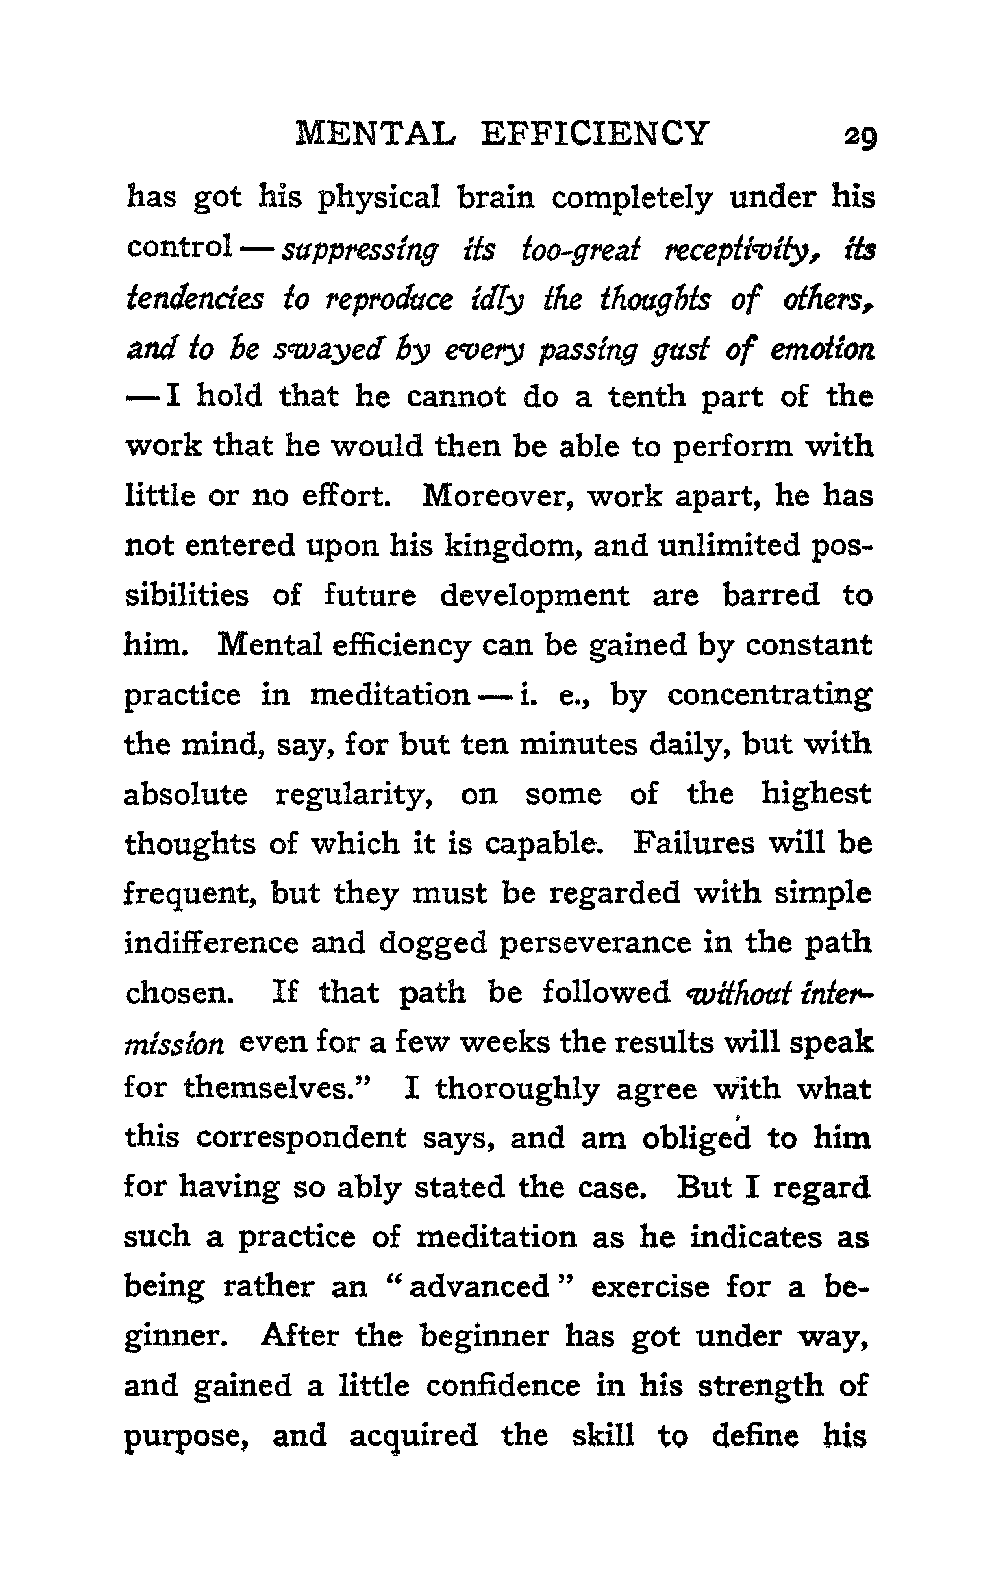 MENTAL EFFICIENCY 29
has got his physical brain completely under his
control — suppressing its too-great receptivity, its
tendencies to reproduce idly the thoughts of others,
and to be swayed by every passing gust of emotion
— I hold that he cannot do a tenth part of the
work that he would then be able to perform with
little or no effort. Moreover, work apart, he has
not entered upon his kingdom, and unlimited pos-
sibilities of future development are barred to
him. Mental efficiency can be gained by constant
practice in meditation — i. e., by concentrating
the mind, say, for but ten minutes daily, but with
absolute regularity, on some of the highest
thoughts of which it is capable. Failures will be
frequent, but they must be regarded with simple
indifference and dogged perseverance in the path
chosen. If that path be followed without inter-
mission even for a few weeks the results will speak
for themselves.” I thoroughly agree with what
this correspondent says, and am obliged to him
for having so ably stated the case. But I regard
such a practice of meditation as he indicates as
being rather an “ advanced ” exercise for a be-
ginner. After the beginner has got under way,
and gained a little confidence in his strength of
purpose, and acquired the skill to define his